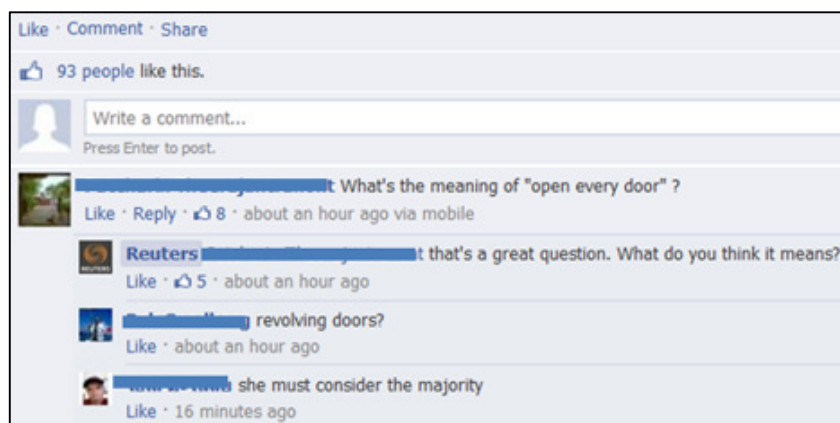 Like · Comment · Share
93 people like this.
Write a comment...
Press Enter to post.
What's the meaning of "open every door" ?
Like · Reply · 8 · about an hour ago via mobile
Reuters that's a great question. What do you think it means?
REUTERS
Like · 5 · about an hour ago
revolving doors?
Like · about an hour ago
she must consider the majority
Like · 16 minutes ago